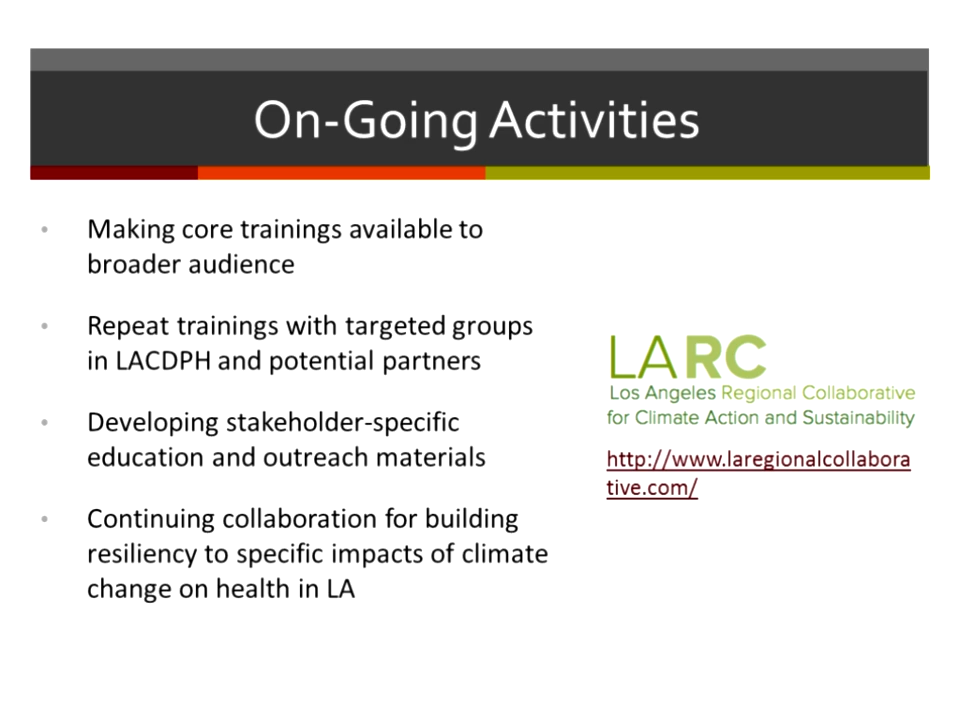 On-Going Activities
• Making core trainings available to
broader audience
• Repeat trainings with targeted groups
in LACDPH and potential partners
• Developing stakeholder-specific
education and outreach materials
• Continuing collaboration for building
resiliency to specific impacts of climate
change on health in LA
LARC
Los Angeles Regional Collaborative
for Climate Action and Sustainability
http://www.laregionalcollabora
tive.com/